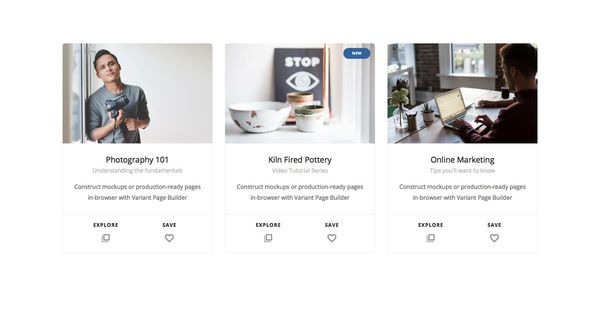 STOP
NEW
Photography 101
Understanding the fundamentals
Construct mockups or production-ready pages
in-browser with Variant Page Builder
EXPLORE
SAVE
Kiln Fired Pottery
Video Tutorial Series
Construct mockups or production-ready pages
in-browser with Variant Page Builder
EXPLORE
SAVE
Online Marketing
Tips you'll want to know
Construct mockups or production-ready pages
in-browser with Variant Page Builder
EXPLORE
SAVE